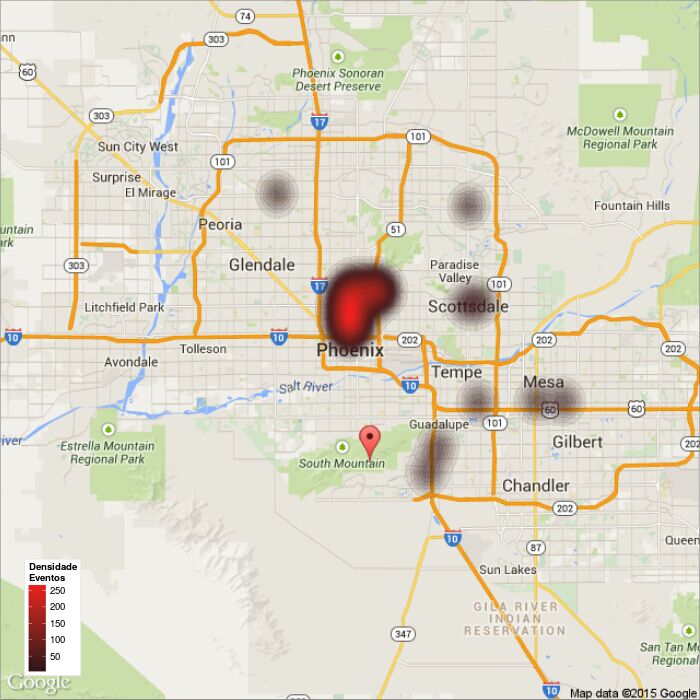 74
303
nn
60
Phoenix Sonoran
Desert Preserve
303
17
McDowell Mountain
Regional Park
101
Sun City West
101
Surprise
El Mirage
Fountain Hills
Peoria
51
untain
rk
303
Glendale
Paradise
Valley
17
101
Litchfield Park
Scottsdale
10
10
202
202
202
Tolleson
Phoenix
Avondale
Tempe
Mesa
Salt River
10
60
60
iver
Guadalupe
101
Estrella Mountain
Regional Park
Gilbert
202
South Mountain
Chandler
202
10
87
Queen
Densidade
Eventos
Sun Lakes
250
200
150
100
50
GILA RIVER
INDIAN
RESERVATION
347
San Tan Mo
Regional
Google
10
Map data ©2015 Google